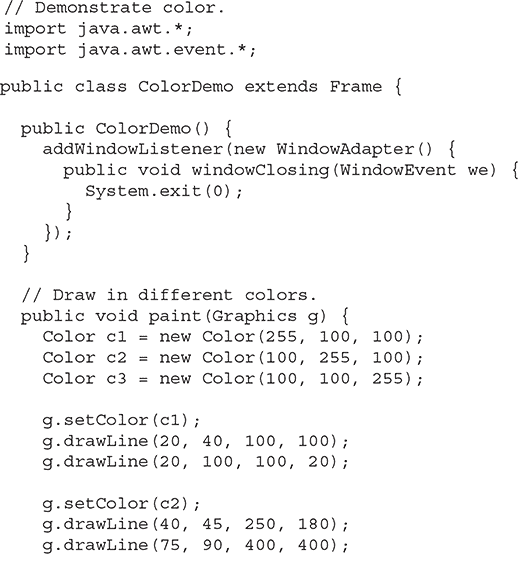 // Demonstrate color.
import java.awt.*;
import java.awt.event.*;

public class ColorDemo extends Frame {

  public ColorDemo() {
    addWindowListener(new WindowAdapter() {
      public void windowClosing(WindowEvent we) {
        System.exit(0);
      }
    });
  }

  // Draw in different colors.
  public void paint(Graphics g) {
    Color c1 = new Color(255, 100, 100);
    Color c2 = new Color(100, 255, 100);
    Color c3 = new Color(100, 100, 255);

    g.setColor(c1);
    g.drawLine(20, 40, 100, 100);
    g.drawLine(20, 100, 100, 20);

    g.setColor(c2);
    g.drawLine(40, 45, 250, 180);
    g.drawLine(75, 90, 400, 400);